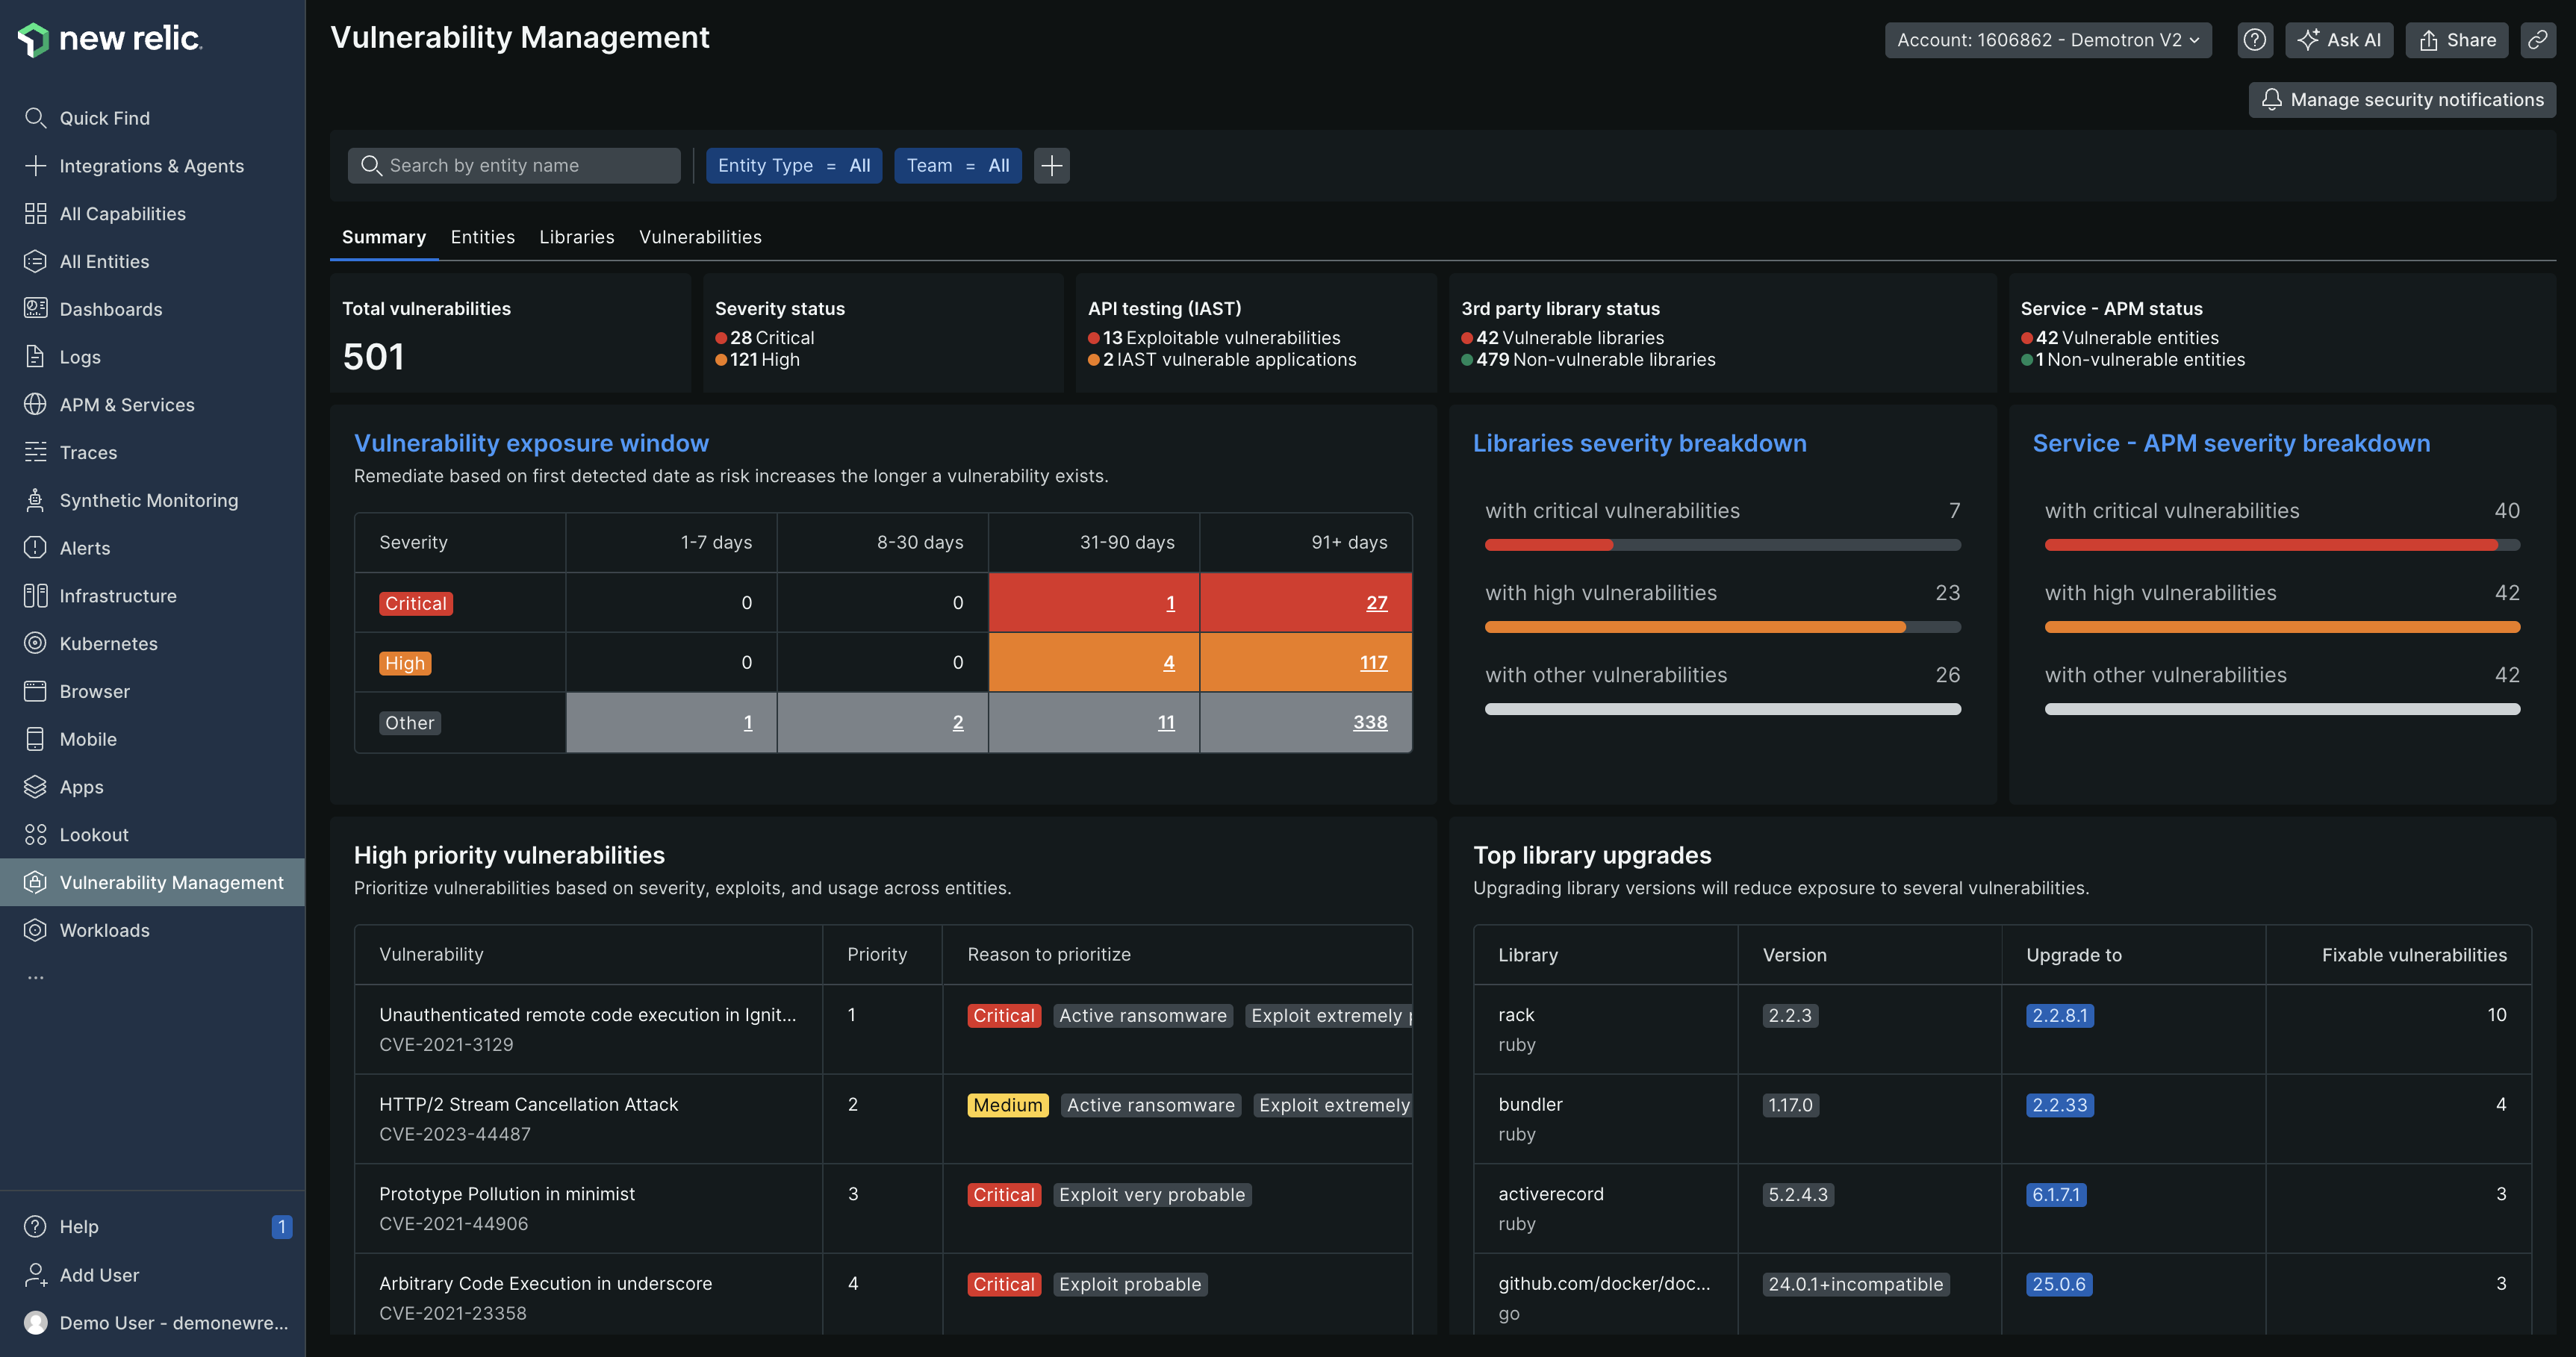 new relic.
Quick Find
Integrations & Agents
All Capabilities
All Entities
Dashboards
Logs
APM & Services
Traces
Synthetic Monitoring
Alerts
Infrastructure
Kubernetes
Browser
Mobile
Apps
Lookout
Vulnerability Management
Workloads
...
Help 1
Add User
Demo User - demonewre...
Vulnerability Management
Account: 1606862 - Demotron V2
Ask AI
Share
Manage security notifications
Search by entity name
Entity Type = All
Team = All
Summary Entities Libraries Vulnerabilities
Total vulnerabilities
501
Severity status
28 Critical
121 High
API testing (IAST)
13 Exploitable vulnerabilities
2 IAST vulnerable applications
3rd party library status
42 Vulnerable libraries
479 Non-vulnerable libraries
Service - APM status
42 Vulnerable entities
1 Non-vulnerable entities
Vulnerability exposure window
Remediate based on first detected date as risk increases the longer a vulnerability exists.
Severity 1-7 days 8-30 days 31-90 days 91+ days
Critical 0 0 1 27
High 0 0 4 117
Other 1 2 11 338
Libraries severity breakdown
with critical vulnerabilities 7
with high vulnerabilities 23
with other vulnerabilities 26
Service - APM severity breakdown
with critical vulnerabilities 40
with high vulnerabilities 42
with other vulnerabilities 42
High priority vulnerabilities
Prioritize vulnerabilities based on severity, exploits, and usage across entities.
Vulnerability Priority Reason to prioritize
Unauthenticated remote code execution in Ignit... 1 Critical Active ransomware Exploit extremely
CVE-2021-3129
HTTP/2 Stream Cancellation Attack 2 Medium Active ransomware Exploit extremely
CVE-2023-44487
Prototype Pollution in minimist 3 Critical Exploit very probable
CVE-2021-44906
Arbitrary Code Execution in underscore 4 Critical Exploit probable
CVE-2021-23358
Top library upgrades
Upgrading library versions will reduce exposure to several vulnerabilities.
Library Version Upgrade to Fixable vulnerabilities
rack 2.2.3 2.2.8.1 10
ruby
bundler 1.17.0 2.2.33 4
ruby
activerecord 5.2.4.3 6.1.7.1 3
ruby
github.com/docker/doc... 24.0.1+incompatible 25.0.6 3
go